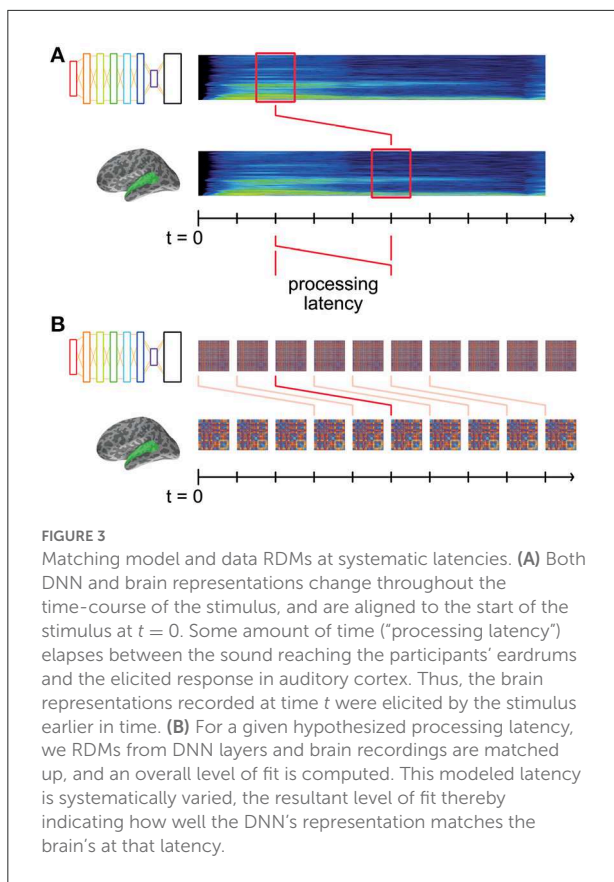 A
t = 0
processing
latency
B
t = 0
FIGURE 3
Matching model and data RDMs at systematic latencies. (A) Both
DNN and brain representations change throughout the
time-course of the stimulus, and are aligned to the start of the
stimulus at t = 0. Some amount of time (“processing latency”)
elapses between the sound reaching the participants’ eardrums
and the elicited response in auditory cortex. Thus, the brain
representations recorded at time t were elicited by the stimulus
earlier in time. (B) For a given hypothesized processing latency,
we RDMs from DNN layers and brain recordings are matched
up, and an overall level of fit is computed. This modeled latency
is systematically varied, the resultant level of fit thereby
indicating how well the DNN’s representation matches the
brain’s at that latency.